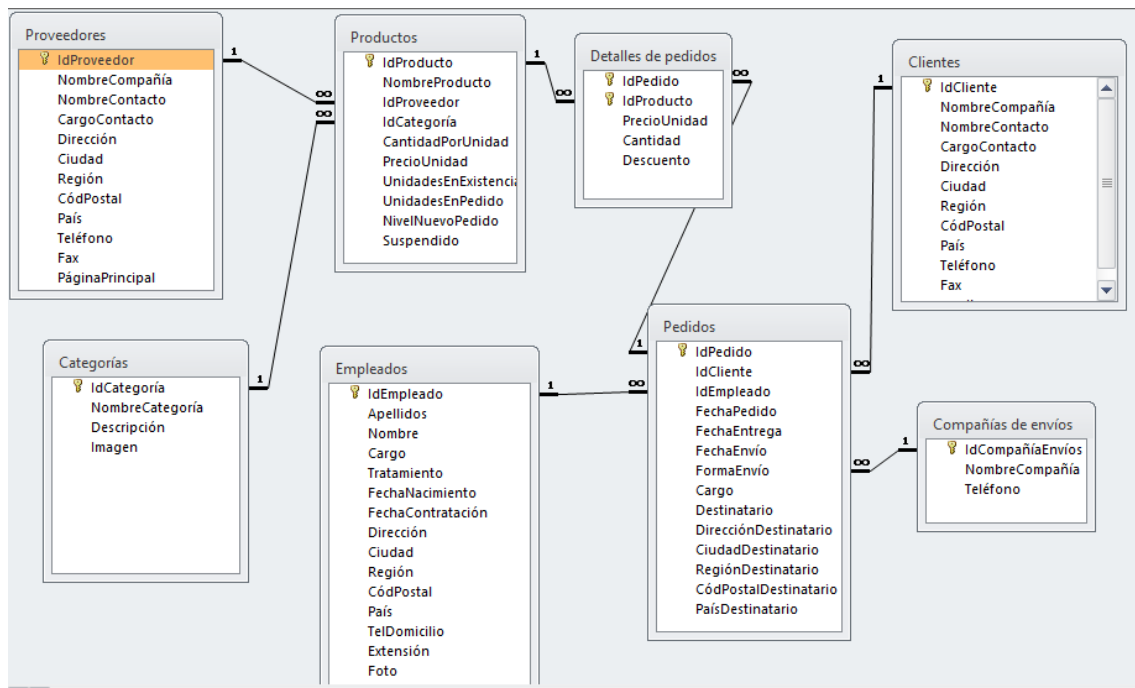 Proveedores
IdProveedor
NombreCompañía
NombreContacto
CargoContacto
Dirección
Ciudad
Región
CódPostal
País
Teléfono
Fax
PáginaPrincipal
1
∞
∞
Productos
IdProducto
NombreProducto
IdProveedor
IdCategoría
CantidadPorUnidad
PrecioUnidad
UnidadesEnExistencia
UnidadesEnPedido
NivelNuevoPedido
Suspendido
1
∞
Detalles de pedidos
IdPedido
IdProducto
PrecioUnidad
Cantidad
Descuento
∞
1
Clientes
IdCliente
NombreCompañía
NombreContacto
CargoContacto
Dirección
Ciudad
Región
CódPostal
País
Teléfono
Fax
1
∞
Categorías
IdCategoría
NombreCategoría
Descripción
Imagen
1
Empleados
IdEmpleado
Apellidos
Nombre
Cargo
Tratamiento
FechaNacimiento
FechaContratación
Dirección
Ciudad
Región
CódPostal
País
TelDomicilio
Extensión
Foto
1
∞
Pedidos
IdPedido
IdCliente
IdEmpleado
FechaPedido
FechaEntrega
FechaEnvío
FormaEnvío
Cargo
Destinatario
DirecciónDestinatario
CiudadDestinatario
RegiónDestinatario
CódPostalDestinatario
PaísDestinatario
∞
1
Compañías de envíos
IdCompañíaEnvíos
NombreCompañía
Teléfono